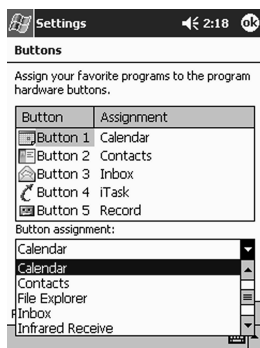 Settings 2:18 ok
Buttons
Assign your favorite programs to the program
hardware buttons.
Button Assignment
Button 1 Calendar
Button 2 Contacts
Button 3 Inbox
Button 4 iTask
Button 5 Record
Button assignment:
Calendar
Calendar
Contacts
File Explorer
Inbox
Infrared Receive